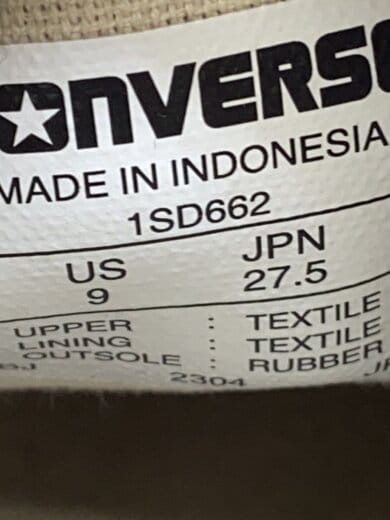 CONVERSE
MADE IN INDONESIA
1SD662
US JPN
9 27.5
UPPER : TEXTILE
LINING : TEXTILE
OUTSOLE : RUBBER
2304